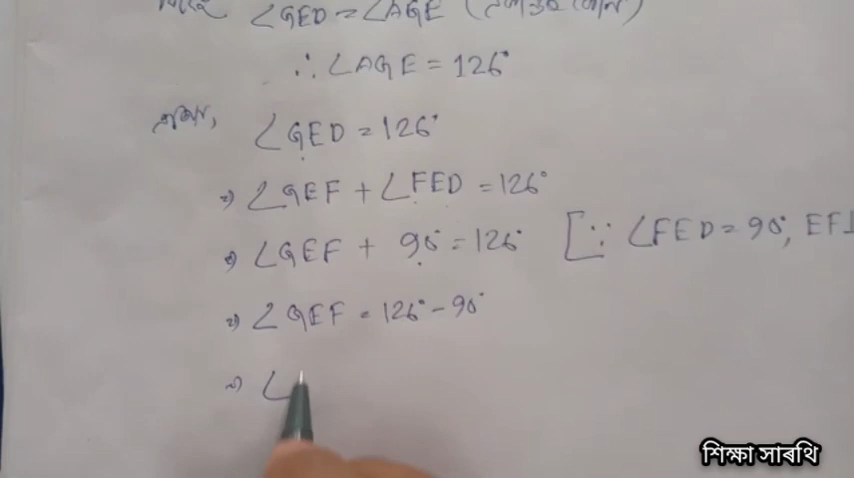 ∠GED = ∠AGE
∴ ∠AGE = 126°
∠GED = 126°
⇒ ∠GEF + ∠FED = 126°
⇒ ∠GEF + 90° = 126° [∵ ∠FED = 90°, EF⊥
⇒ ∠GEF = 126° - 90°
⇒ ∠
শিক্ষা সাৰথি